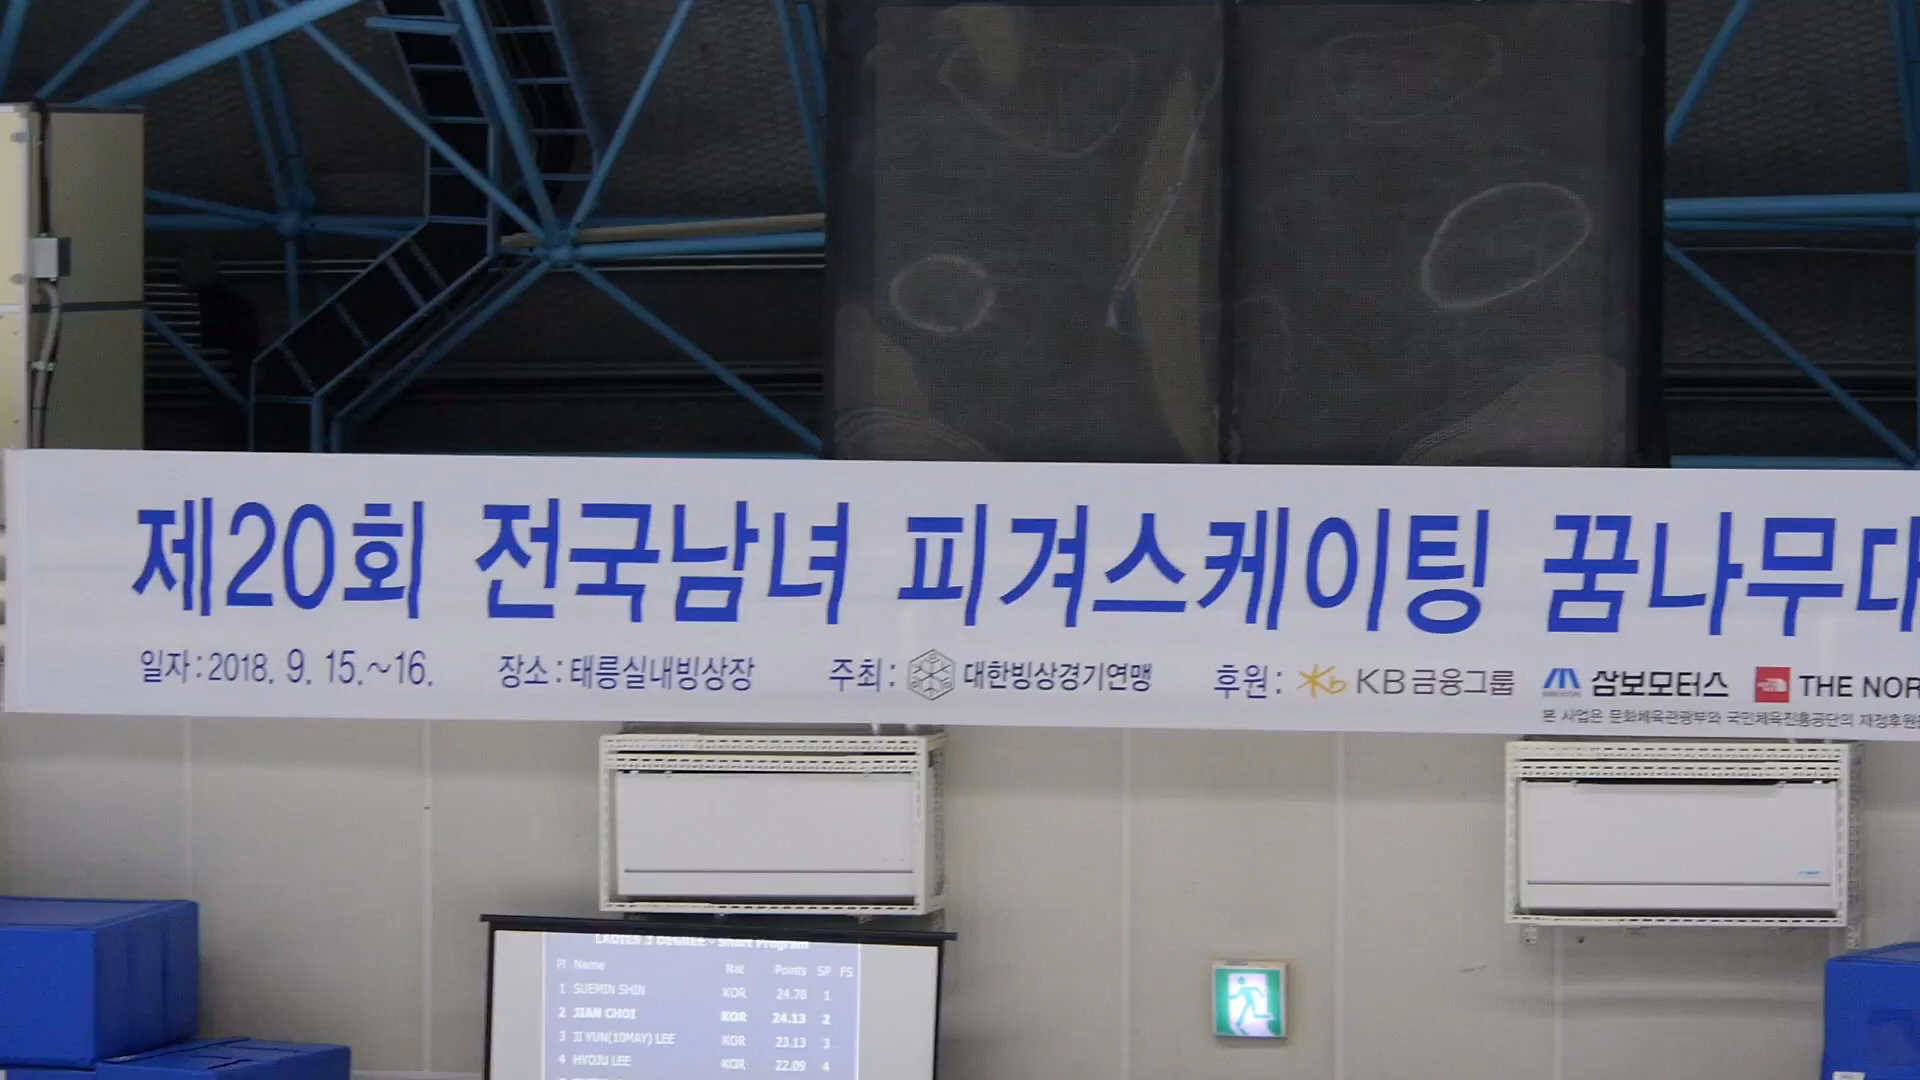 제20회 전국남녀 피겨스케이팅 꿈나무대
일자 : 2018. 9. 15.~16. 장소 : 태릉실내빙상장 주최 : 대한빙상경기연맹 후원 : Kb KB금융그룹 삼보모터스 THE NOR
본 사업은 문화체육관광부와 국민체육진흥공단의 재정후원
LADIES 3 DEGREE - Short Program
Pl Name Nat Points SP FS
1 SUEMIN SHIN KOR 24.78 1
2 JIAN CHOI KOR 24.13 2
3 JI YUN(10MAY) LEE KOR 23.13 3
4 HYOJU LEE KOR 22.09 4